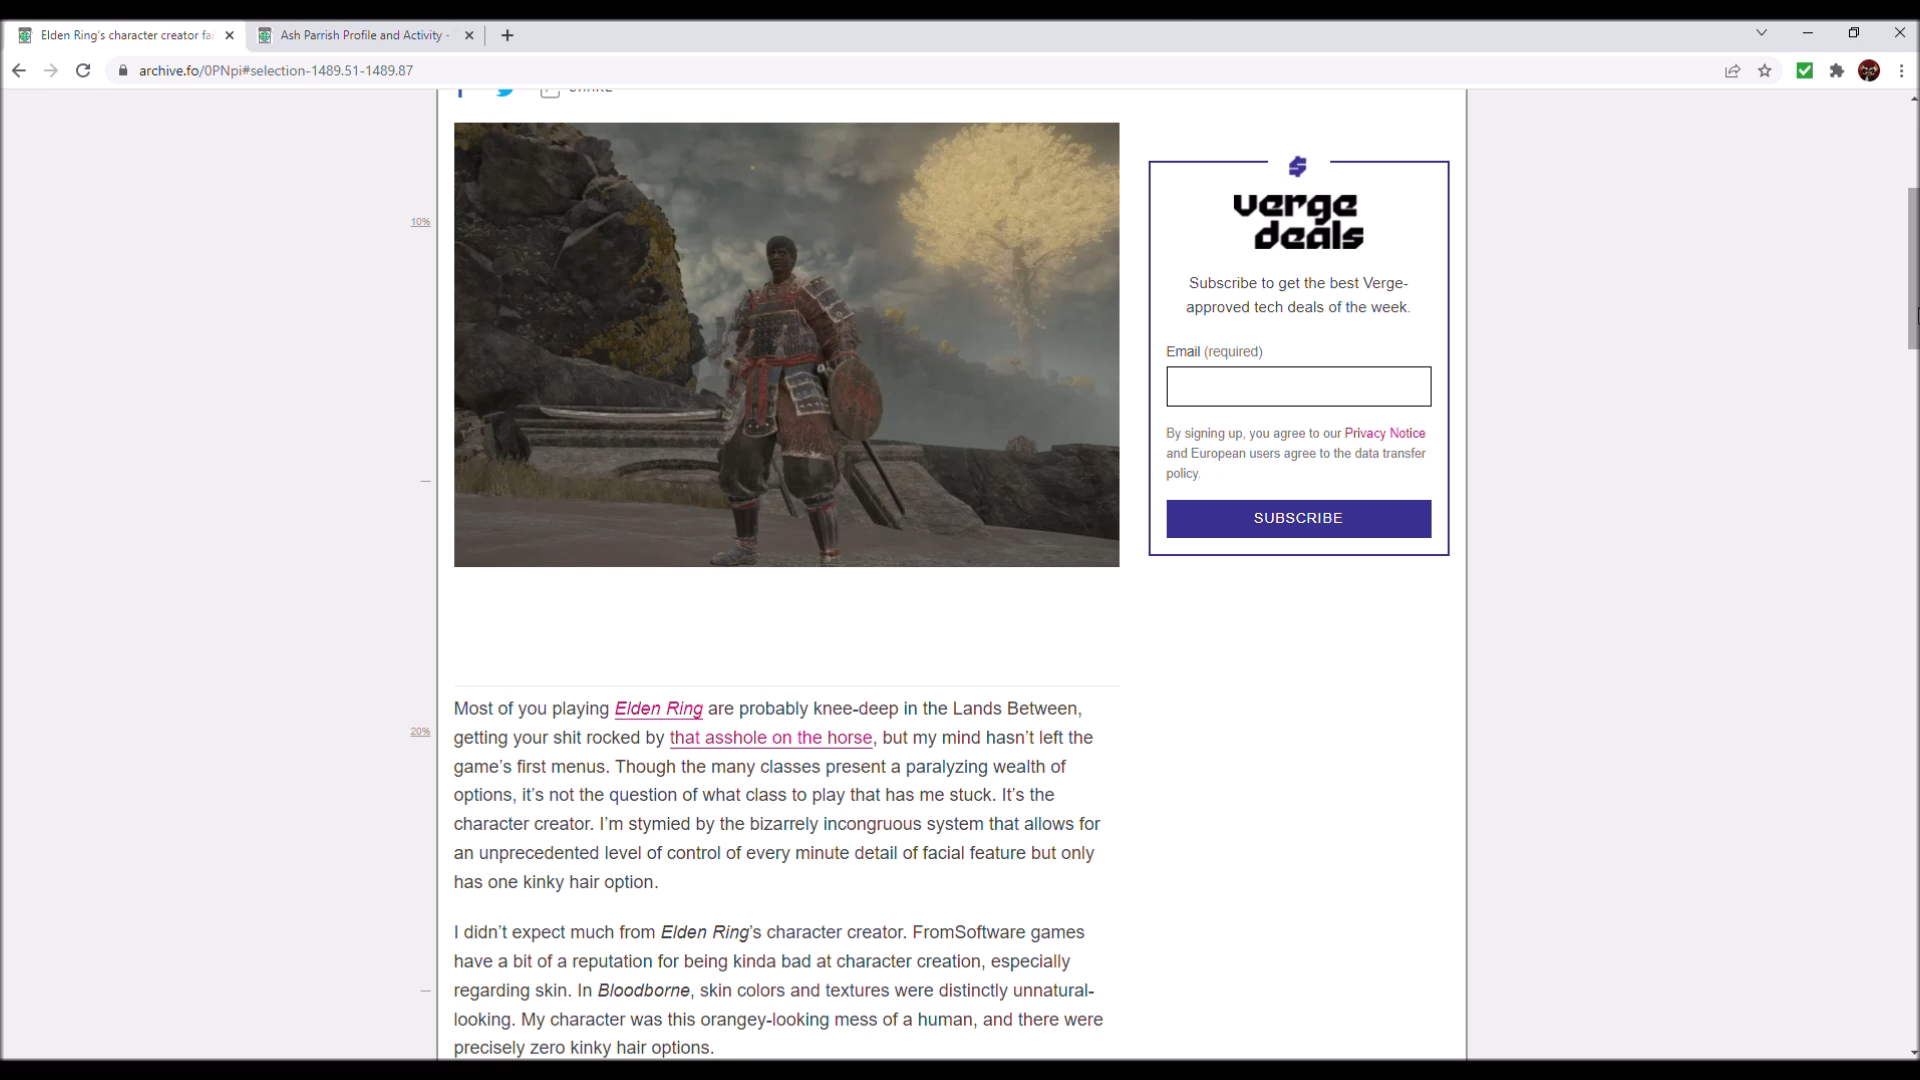 Elden Ring's character creator fai
Ash Parrish Profile and Activity -
archive.fo/0PNpi#selection-1489.51-1489.87
SHARE
10%
verge
deals
Subscribe to get the best Verge-
approved tech deals of the week.
Email (required)
By signing up, you agree to our Privacy Notice
and European users agree to the data transfer
policy.
SUBSCRIBE
20%
Most of you playing Elden Ring are probably knee-deep in the Lands Between,
getting your shit rocked by that asshole on the horse, but my mind hasn't left the
game's first menus. Though the many classes present a paralyzing wealth of
options, it's not the question of what class to play that has me stuck. It's the
character creator. I'm stymied by the bizarrely incongruous system that allows for
an unprecedented level of control of every minute detail of facial feature but only
has one kinky hair option.
I didn't expect much from Elden Ring's character creator. FromSoftware games
have a bit of a reputation for being kinda bad at character creation, especially
regarding skin. In Bloodborne, skin colors and textures were distinctly unnatural-
looking. My character was this orangey-looking mess of a human, and there were
precisely zero kinky hair options.